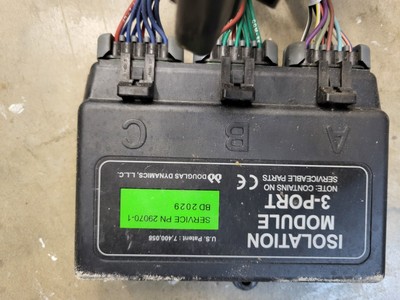 ISOLATION
MODULE
3-PORT
NOTE: CONTAINS NO
SERVICEABLE PARTS
CE
U.S. Patent: 7,400,058
SERVICE PN 29070-1
BD 2029
DOUGLAS DYNAMICS, L.L.C.
A
B
C